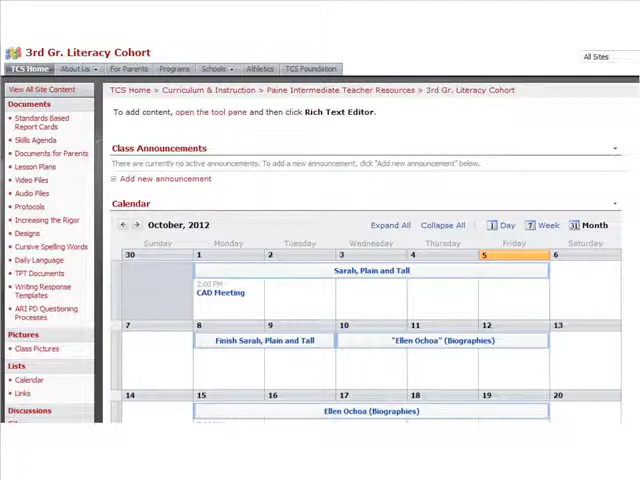 3rd Gr. Literacy Cohort
All Sites
TCS Home About Us For Parents Programs Schools Athletics TCS Foundation
View All Site Content
TCS Home > Curriculum & Instruction > Paine Intermediate Teacher Resources > 3rd Gr. Literacy Cohort
Documents
Standards Based
Report Cards
Skills Agenda
Documents for Parents
Lesson Plans
Video Files
Audio Files
Protocols
Increasing the Rigor
Designs
Cursive Spelling Words
Daily Language
TPT Documents
Writing Response
Templates
ARI PD Questioning
Processes
Pictures
Class Pictures
Lists
Calendar
Links
Discussions
To add content, open the tool pane and then click Rich Text Editor.
Class Announcements
There are currently no active announcements. To add a new announcement, click "Add new announcement" below.
Add new announcement
Calendar
October, 2012
Expand All Collapse All 1 Day 7 Week 31 Month
Sunday Monday Tuesday Wednesday Thursday Friday Saturday
30 1 2 3 4 5 6
Sarah, Plain and Tall
2:00 PM
CAD Meeting
7 8 9 10 11 12 13
Finish Sarah, Plain and Tall "Ellen Ochoa" (Biographies)
14 15 16 17 18 19 20
Ellen Ochoa (Biographies)